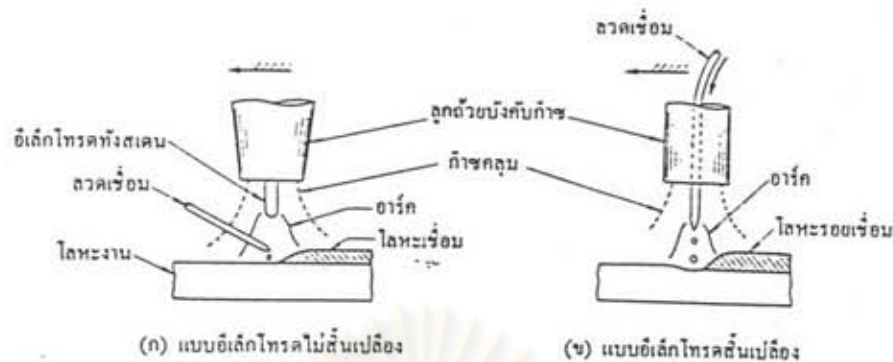 ลวดเชื่อม
ลูกถ้วยบังคับก๊าซ
อีเล็กโทรดทังสเตน
ก๊าซคลุม
ลวดเชื่อม
อาร์ค
อาร์ค
โลหะงาน
โลหะเชื่อม
โลหะรอยเชื่อม
(ก) แบบอีเล็กโทรดไม่สิ้นเปลือง
(ข) แบบอีเล็กโทรดสิ้นเปลือง